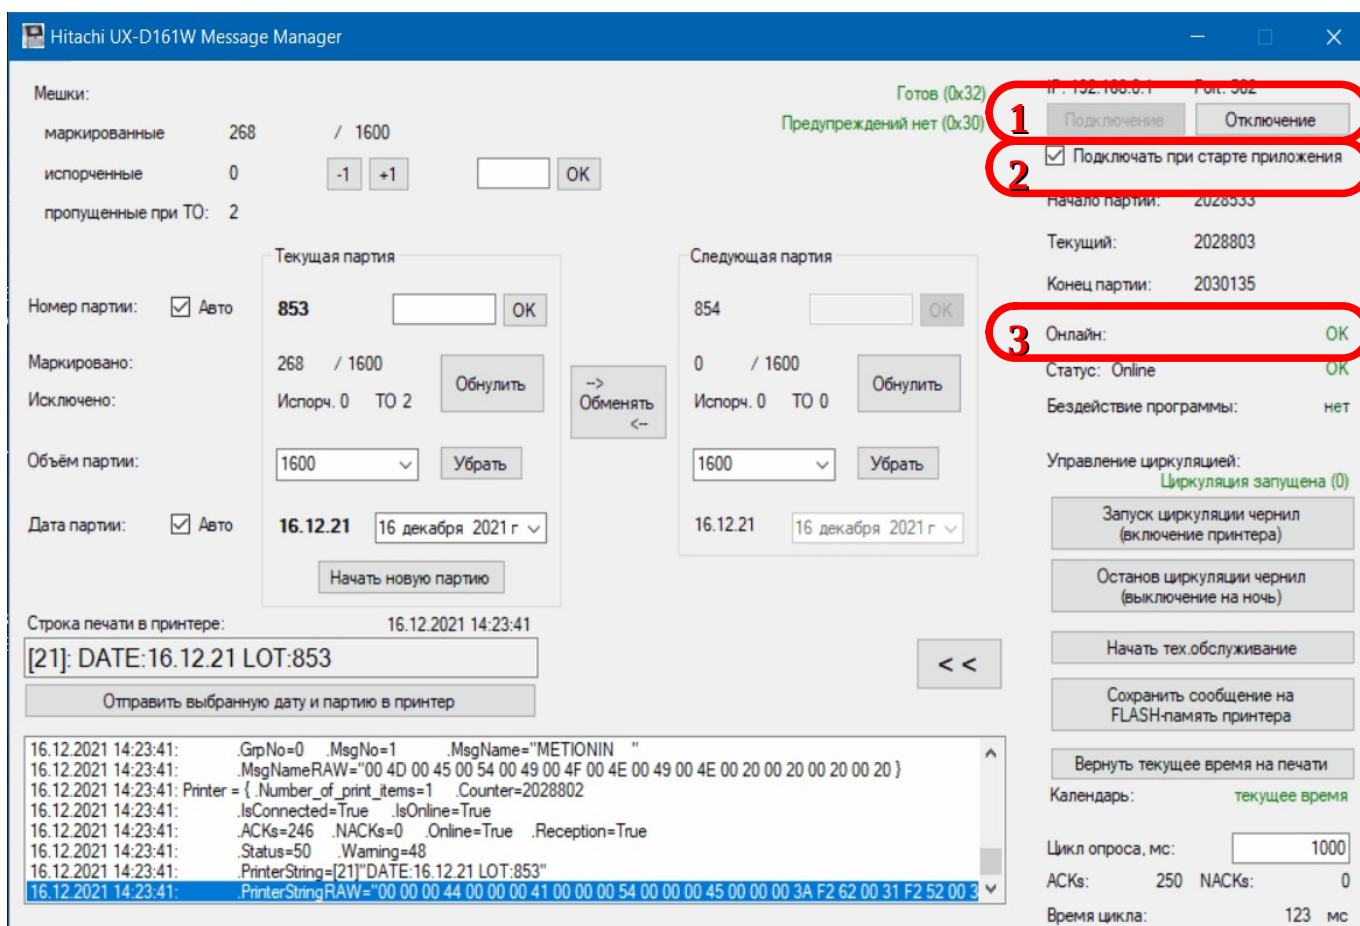 Hitachi UX-D161W Message Manager
Мешки:
маркированные 268 / 1600
испорченные 0 -1 +1 OK
пропущенные при ТО: 2
Готов (0x32)
Предупреждений нет (0x30)
IP: 192.168.0.1 Port: 502
1 Подключение Отключение
2 Подключать при старте приложения
Начало партии: 2028533
Текущий: 2028803
Конец партии: 2030135
3 Онлайн: OK
Статус: Online OK
Бездействие программы: нет
Текущая партия Следующая партия
Номер партии: Авто 853 OK 854 OK
Маркировано: 268 / 1600 Обнулить 0 / 1600 Обнулить
--> Обменять <--
Исключено: Испорч. 0 ТО 2 Испорч. 0 ТО 0
Объём партии: 1600 Убрать 1600 Убрать
Дата партии: Авто 16.12.21 16 декабря 2021 г 16.12.21 16 декабря 2021 г
Начать новую партию
Управление циркуляцией:
Циркуляция запущена (0)
Запуск циркуляции чернил
(включение принтера)
Останов циркуляции чернил
(выключение на ночь)
Начать тех.обслуживание
Сохранить сообщение на
FLASH-память принтера
Вернуть текущее время на печати
Календарь: текущее время
Цикл опроса, мс: 1000
ACKs: 250 NACKs: 0
Время цикла: 123 мс
Строка печати в принтере: 16.12.2021 14:23:41
[21]: DATE:16.12.21 LOT:853
< <
Отправить выбранную дату и партию в принтер
16.12.2021 14:23:41: .GrpNo=0 .MsgNo=1 .MsgName="METIONIN "
16.12.2021 14:23:41: .MsgNameRAW="00 4D 00 45 00 54 00 49 00 4F 00 4E 00 49 00 4E 00 20 00 20 00 20 00 20 }
16.12.2021 14:23:41: Printer = { .Number_of_print_items=1 .Counter=2028802
16.12.2021 14:23:41: .IsConnected=True .IsOnline=True
16.12.2021 14:23:41: .ACKs=246 .NACKs=0 .Online=True .Reception=True
16.12.2021 14:23:41: .Status=50 .Warning=48
16.12.2021 14:23:41: .PrinterString=[21]"DATE:16.12.21 LOT:853"
16.12.2021 14:23:41: .PrinterStringRAW="00 00 00 44 00 00 00 41 00 00 00 54 00 00 00 45 00 00 00 3A F2 62 00 31 F2 52 00 3